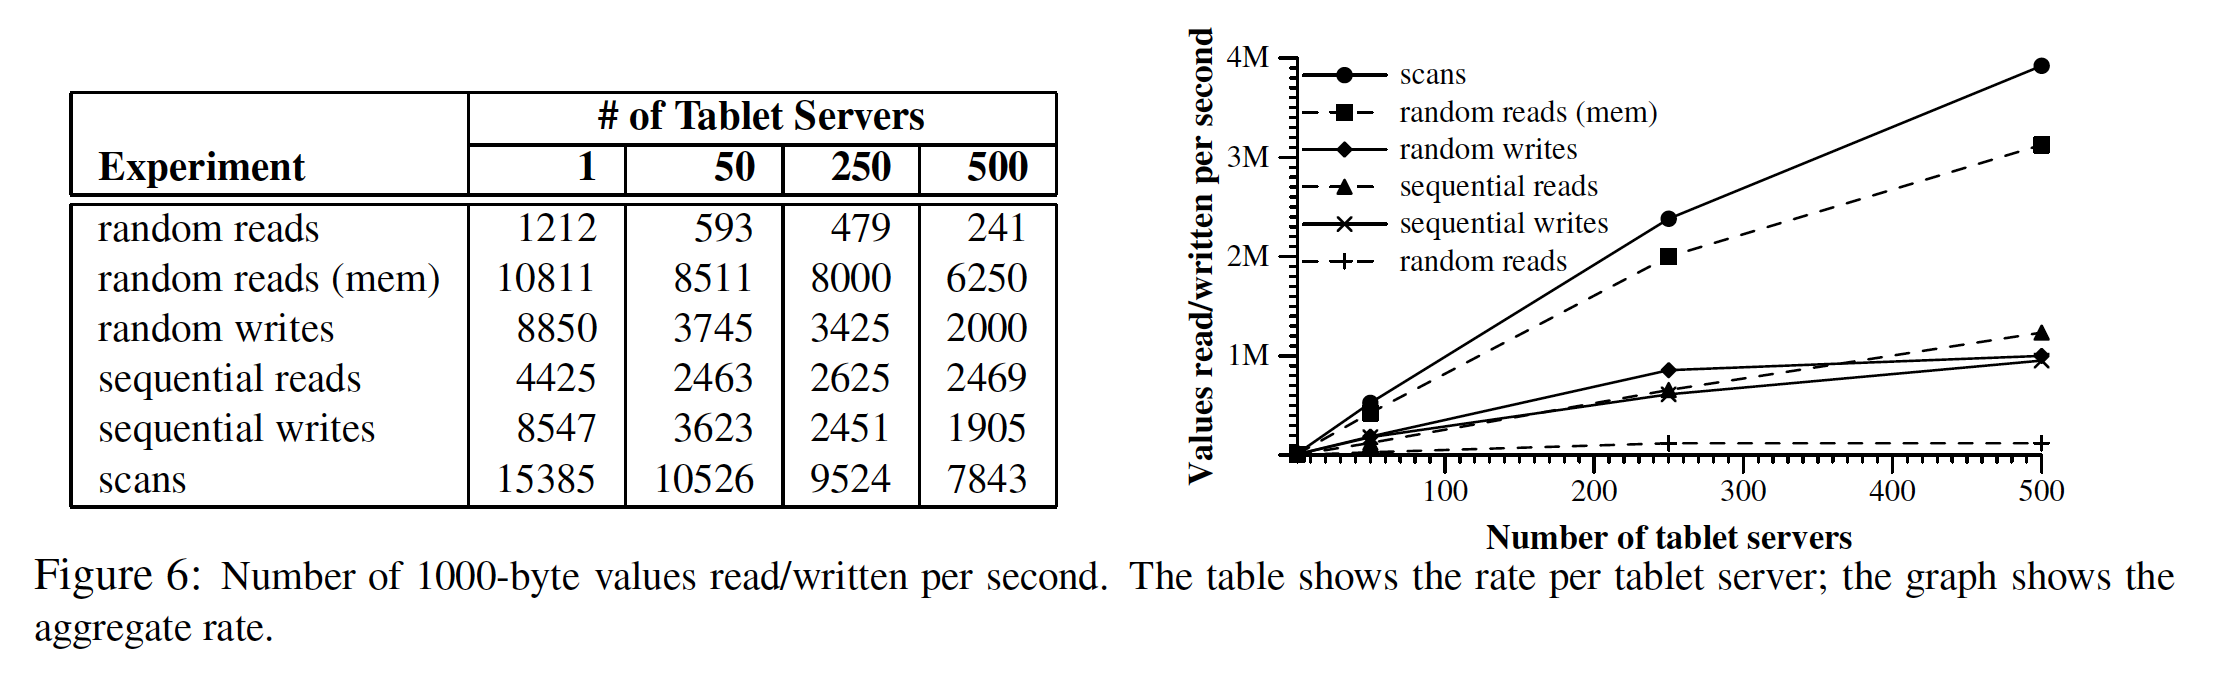 # of Tablet Servers
Experiment 1 50 250 500
random reads 1212 593 479 241
random reads (mem) 10811 8511 8000 6250
random writes 8850 3745 3425 2000
sequential reads 4425 2463 2625 2469
sequential writes 8547 3623 2451 1905
scans 15385 10526 9524 7843
Values read/written per second
4M
3M
2M
1M
scans
random reads (mem)
random writes
sequential reads
sequential writes
random reads
100 200 300 400 500
Number of tablet servers
Figure 6: Number of 1000-byte values read/written per second. The table shows the rate per tablet server; the graph shows the
aggregate rate.